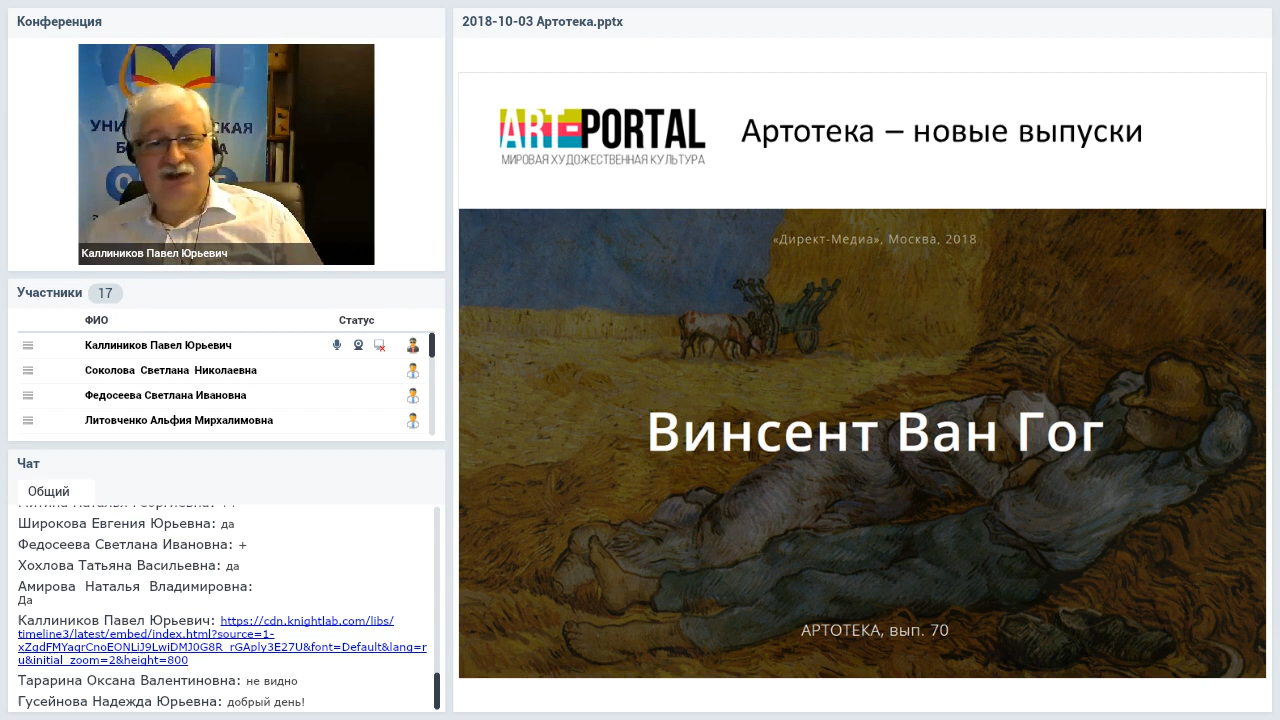 Конференция
УНИ
СКАЯ
Каллиников Павел Юрьевич
Участники 17
ФИО Статус
Каллиников Павел Юрьевич
Соколова Светлана Николаевна
Федосеева Светлана Ивановна
Литовченко Альфия Мирхалимовна
Чат
Общий
Широкова Евгения Юрьевна: да
Федосеева Светлана Ивановна: +
Хохлова Татьяна Васильевна: да
Амирова Наталья Владимировна:
Да
Каллиников Павел Юрьевич: https://cdn.knightlab.com/libs/
timeline3/latest/embed/index.html?source=1-
xZgdFMYaqrCnoEONLiJ9LwiDMJ0G8R_rGAply3E27U&font=Default&lang=r
u&initial_zoom=2&height=800
Тарарина Оксана Валентиновна: не видно
Гусейнова Надежда Юрьевна: добрый день!
2018-10-03 Артотека.pptx
ART-PORTAL
МИРОВАЯ ХУДОЖЕСТВЕННАЯ КУЛЬТУРА
Артотека – новые выпуски
«Директ-Медиа», Москва, 2018
Винсент Ван Гог
АРТОТЕКА, вып. 70